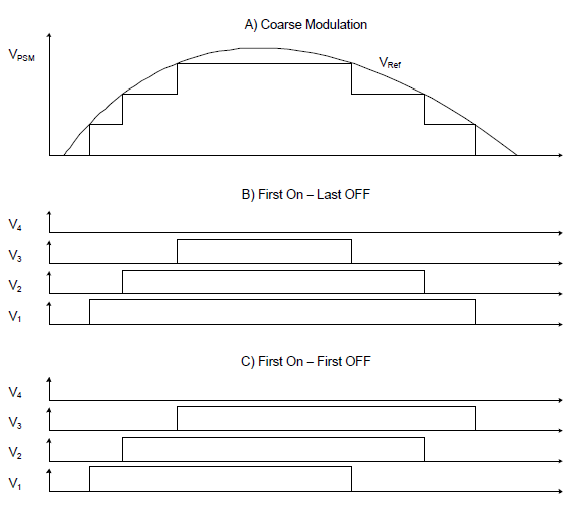 A) Coarse Modulation
VPSM
VRef
B) First On – Last OFF
V4
V3
V2
V1
C) First On – First OFF
V4
V3
V2
V1